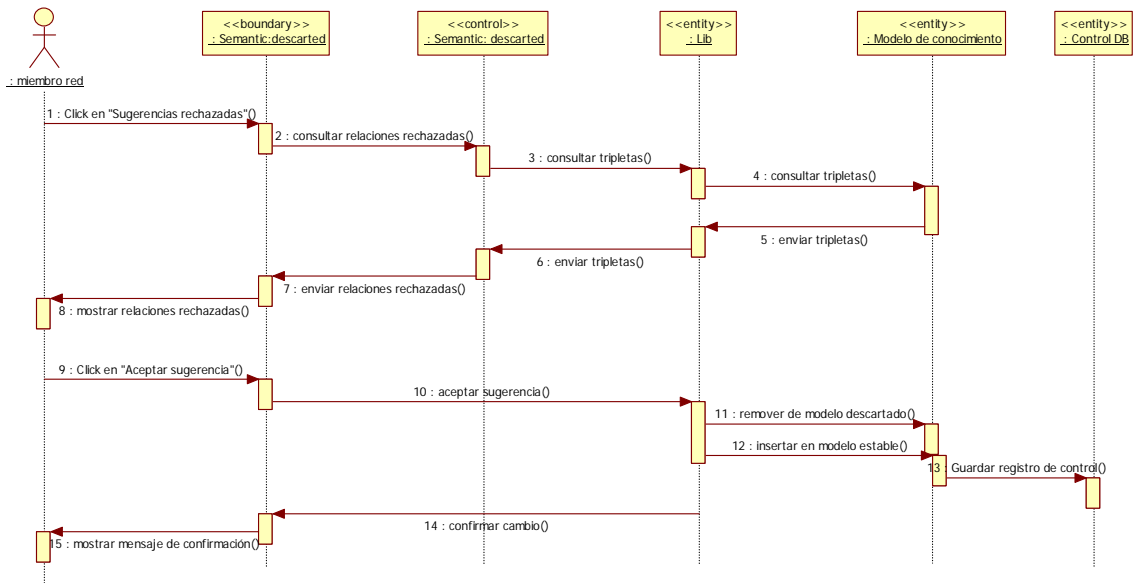 <<boundary>>
: Semantic:descarted
<<control>>
: Semantic: descarted
<<entity>>
: Lib
<<entity>>
: Modelo de conocimiento
<<entity>>
: Control DB
: miembro red
1 : Click en "Sugerencias rechazadas"()
2 : consultar relaciones rechazadas()
3 : consultar tripletas()
4 : consultar tripletas()
5 : enviar tripletas()
6 : enviar tripletas()
7 : enviar relaciones rechazadas()
8 : mostrar relaciones rechazadas()
9 : Click en "Aceptar sugerencia"()
10 : aceptar sugerencia()
11 : remover de modelo descartado()
12 : insertar en modelo estable()
13 : Guardar registro de control()
14 : confirmar cambio()
15 : mostrar mensaje de confirmación()